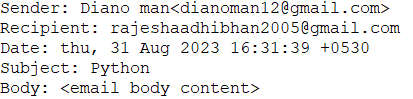 Sender: Diano man<dianoman12@gmail.com>
Recipient: rajeshaadhibhan2005@gmail.com
Date: thu, 31 Aug 2023 16:31:39 +0530
Subject: Python
Body: <email body content>